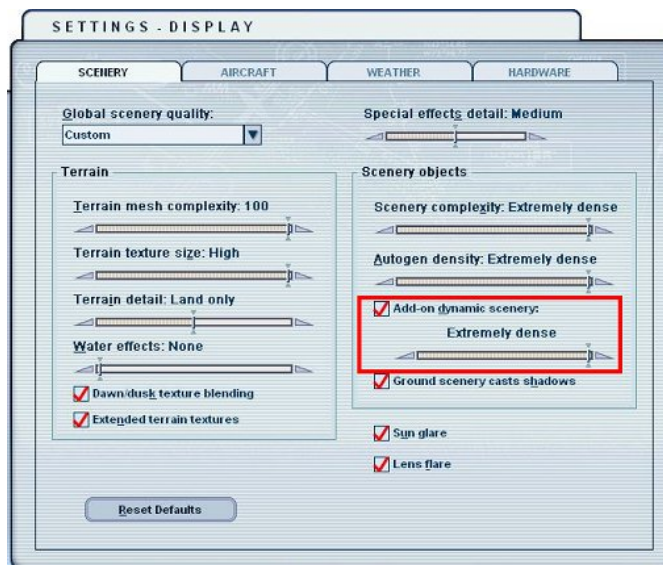 SETTINGS - DISPLAY
SCENERY
AIRCRAFT
WEATHER
HARDWARE
Global scenery quality:
Custom
Special effects detail: Medium
Terrain
Terrain mesh complexity: 100
Terrain texture size: High
Terrain detail: Land only
Water effects: None
Dawn/dusk texture blending
Extended terrain textures
Scenery objects
Scenery complexity: Extremely dense
Autogen density: Extremely dense
Add-on dynamic scenery:
Extremely dense
Ground scenery casts shadows
Sun glare
Lens flare
Reset Defaults